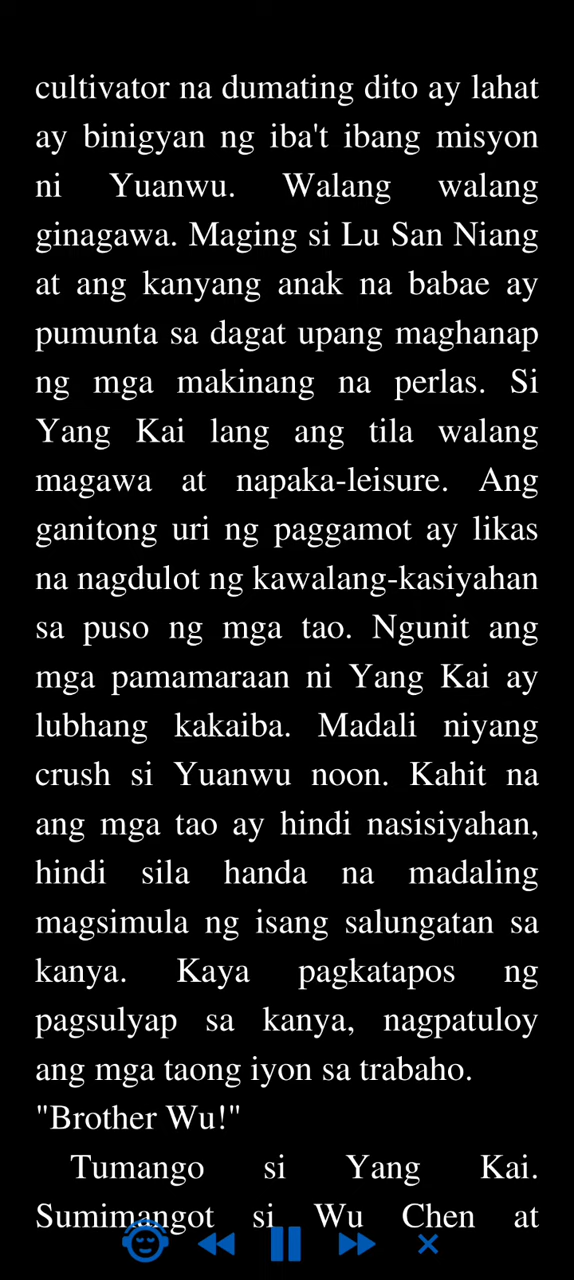 cultivator na dumating dito ay lahat
ay binigyan ng iba't ibang misyon
ni Yuanwu. Walang walang
ginagawa. Maging si Lu San Niang
at ang kanyang anak na babae ay
pumunta sa dagat upang maghanap
ng mga makinang na perlas. Si
Yang Kai lang ang tila walang
magawa at napaka-leisure. Ang
ganitong uri ng paggamot ay likas
na nagdulot ng kawalang-kasiyahan
sa puso ng mga tao. Ngunit ang
mga pamamaraan ni Yang Kai ay
lubhang kakaiba. Madali niyang
crush si Yuanwu noon. Kahit na
ang mga tao ay hindi nasisiyahan,
hindi sila handa na madaling
magsimula ng isang salungatan sa
kanya. Kaya pagkatapos ng
pagsulyap sa kanya, nagpatuloy
ang mga taong iyon sa trabaho.
"Brother Wu!"
Tumango si Yang Kai.
Sumimangot si Wu Chen at